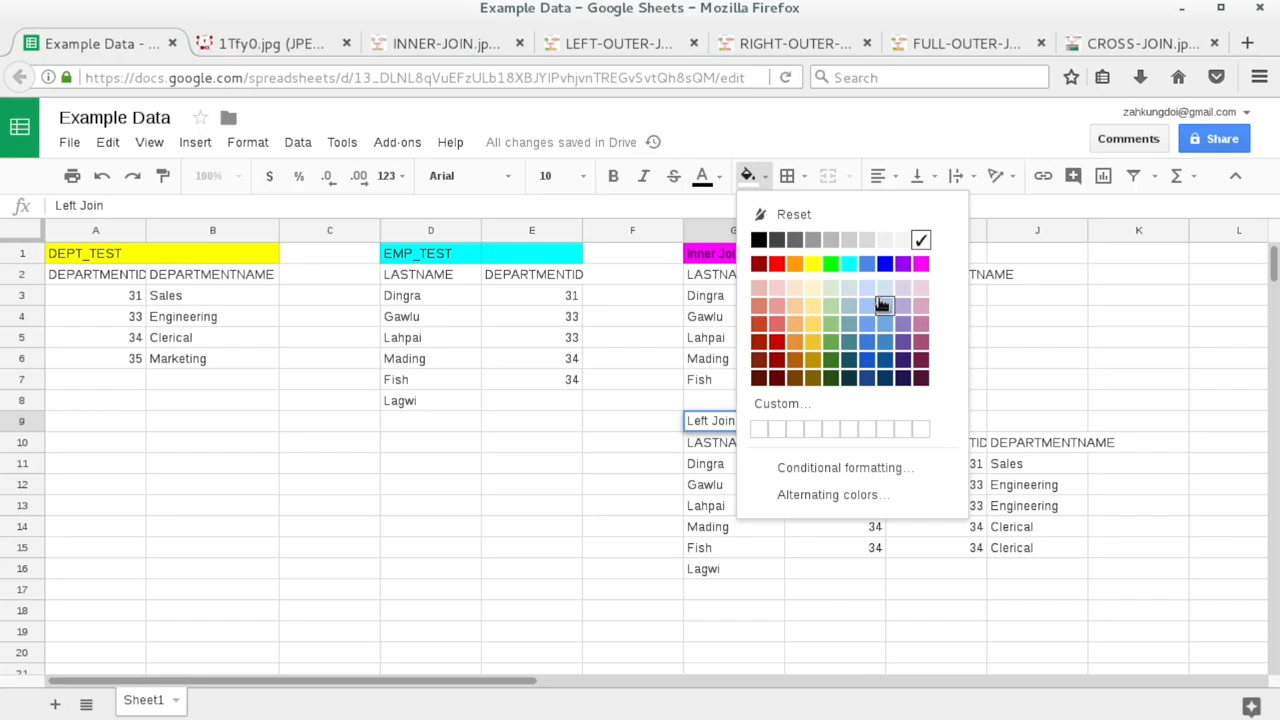 Example Data – Google Sheets – Mozilla Firefox
Example Data - ...
1Tfy0.jpg (JPE...
INNER-JOIN.jp...
LEFT-OUTER-J...
RIGHT-OUTER-...
FULL-OUTER-J...
CROSS-JOIN.jp...
https://docs.google.com/spreadsheets/d/13_DLNL8qVuEFzULb18XBJYIPvhjvnTREGvSvtQh8sQM/edit
Search
Example Data
zahkungdoi@gmail.com
File Edit View Insert Format Data Tools Add-ons Help All changes saved in Drive
Comments
Share
100% $ % .0 .00 123 Arial 10 B I S A
fx Left Join
A B C D E F G J K L
1 DEPT_TEST EMP_TEST Inner Joi
2 DEPARTMENTID DEPARTMENTNAME LASTNAME DEPARTMENTID LASTNA TNAME
3 31 Sales Dingra 31 Dingra
4 33 Engineering Gawlu 33 Gawlu
5 34 Clerical Lahpai 33 Lahpai
6 35 Marketing Mading 34 Mading
7 Fish 34 Fish
8 Lagwi
9 Left Join
10 LASTNA TID DEPARTMENTNAME
11 Dingra 31 Sales
12 Gawlu 33 Engineering
13 Lahpai 33 Engineering
14 Mading 34 34 Clerical
15 Fish 34 34 Clerical
16 Lagwi
17
18
19
20
21
Reset
Custom...
Conditional formatting...
Alternating colors...
Sheet1